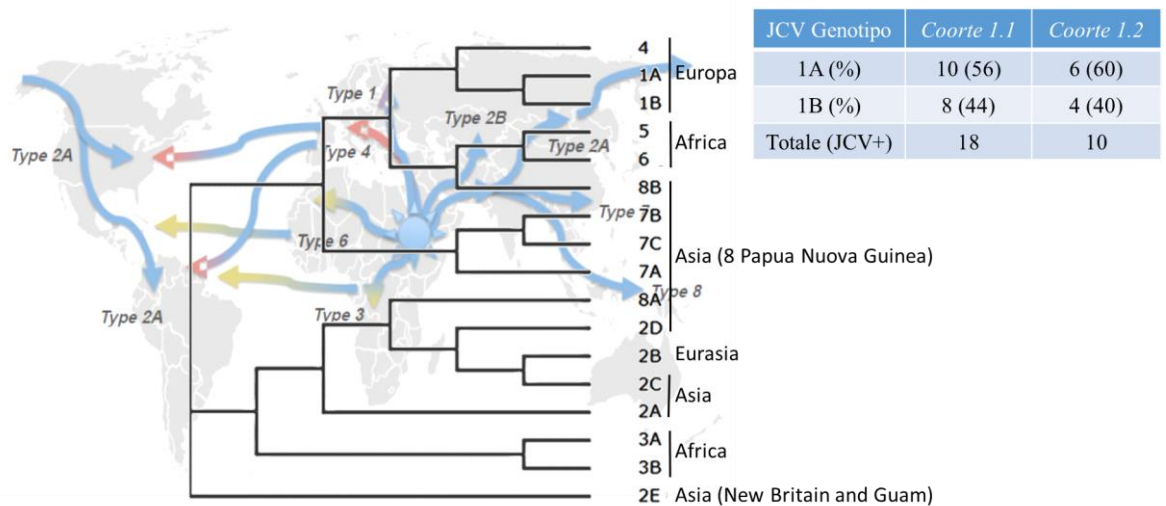 JCV Genotipo Coorte 1.1 Coorte 1.2
1A (%) 10 (56) 6 (60)
1B (%) 8 (44) 4 (40)
Totale (JCV+) 18 10
4
1A
1B
Europa
5
6
Africa
8B
7B
7C
7A
8A
2D
Asia (8 Papua Nuova Guinea)
2B
Eurasia
2C
2A
Asia
3A
3B
Africa
2E
Asia (New Britain and Guam)
Type 1
Type 2B
Type 2A
Type 4
Type 2A
Type 6
Type 8
Type 3
Type 2A